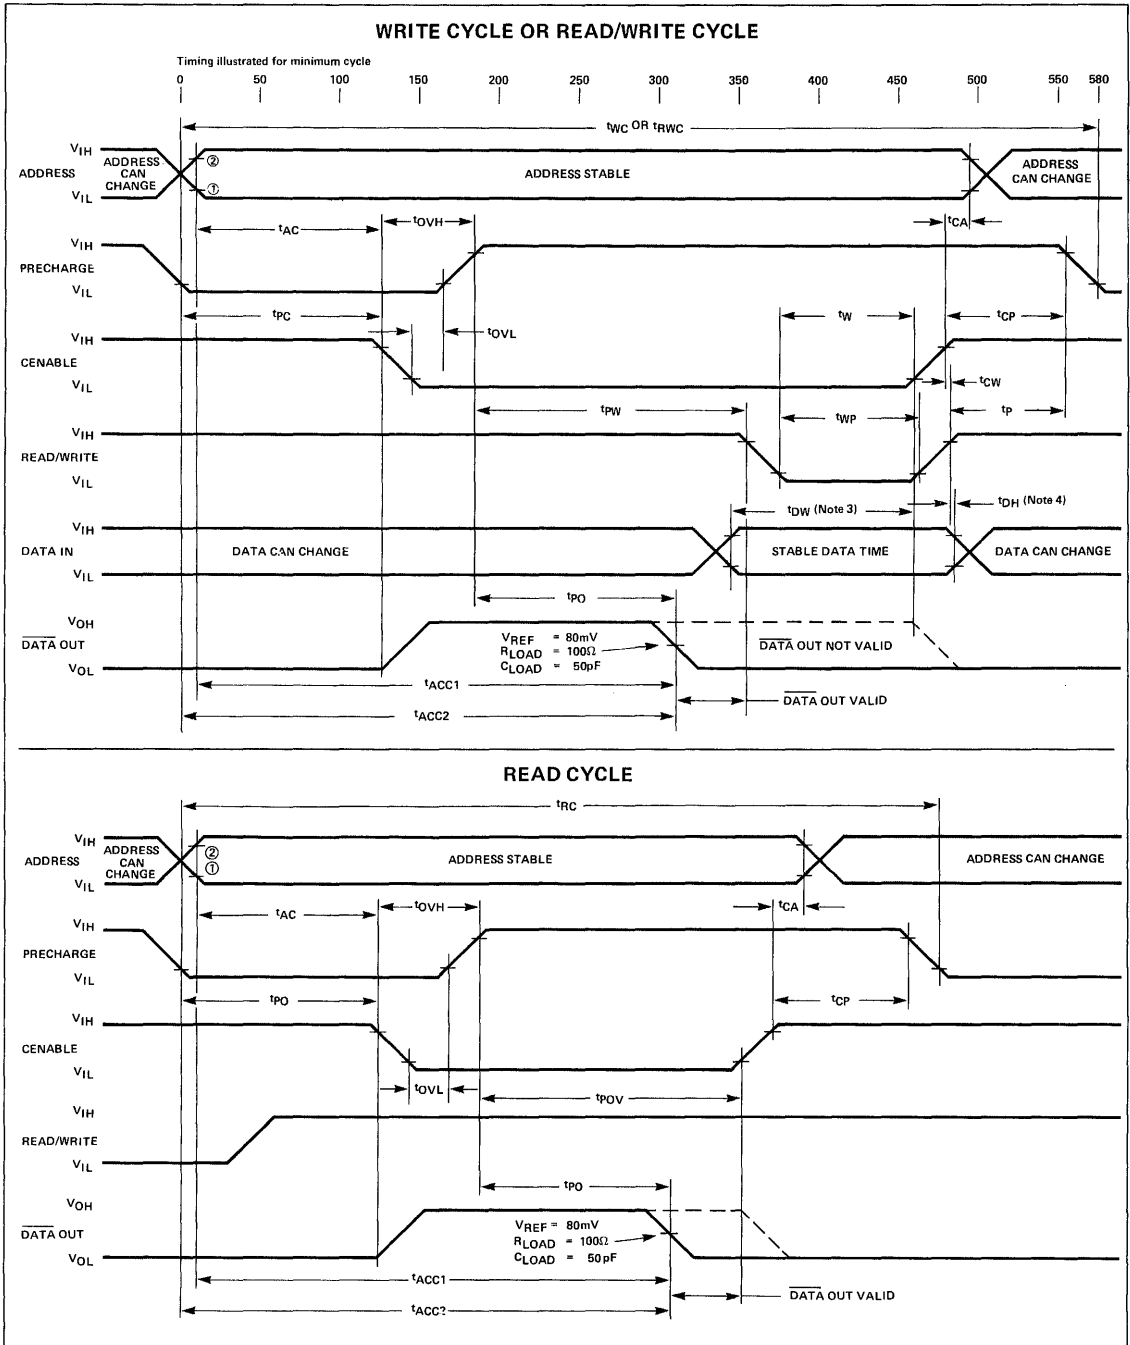 WRITE CYCLE OR READ/WRITE CYCLE
Timing illustrated for minimum cycle
0 50 100 150 200 250 300 350 400 450 500 550 580
tWC OR tRWC
VIH
ADDRESS
VIL
ADDRESS
CAN
CHANGE
②
①
ADDRESS STABLE
ADDRESS
CAN CHANGE
tAC
tOVH
tCA
VIH
PRECHARGE
VIL
tPC
tOVL
tW
tCP
VIH
CENABLE
VIL
tCW
tPW
tWP
tP
VIH
READ/WRITE
VIL
tDW (Note 3)
tDH (Note 4)
VIH
DATA IN
VIL
DATA CAN CHANGE
STABLE DATA TIME
DATA CAN CHANGE
tPO
VOH
DATA OUT
VOL
VREF = 80mV
RLOAD = 100Ω
CLOAD = 50pF
DATA OUT NOT VALID
tACC1
DATA OUT VALID
tACC2
READ CYCLE
tRC
VIH
ADDRESS
VIL
ADDRESS
CAN
CHANGE
②
①
ADDRESS STABLE
ADDRESS CAN CHANGE
tAC
tOVH
tCA
VIH
PRECHARGE
VIL
tPO
tCP
VIH
CENABLE
VIL
tOVL
tPOV
VIH
READ/WRITE
VIL
tPO
VOH
DATA OUT
VOL
VREF = 80mV
RLOAD = 100Ω
CLOAD = 50pF
tACC1
DATA OUT VALID
tACC2